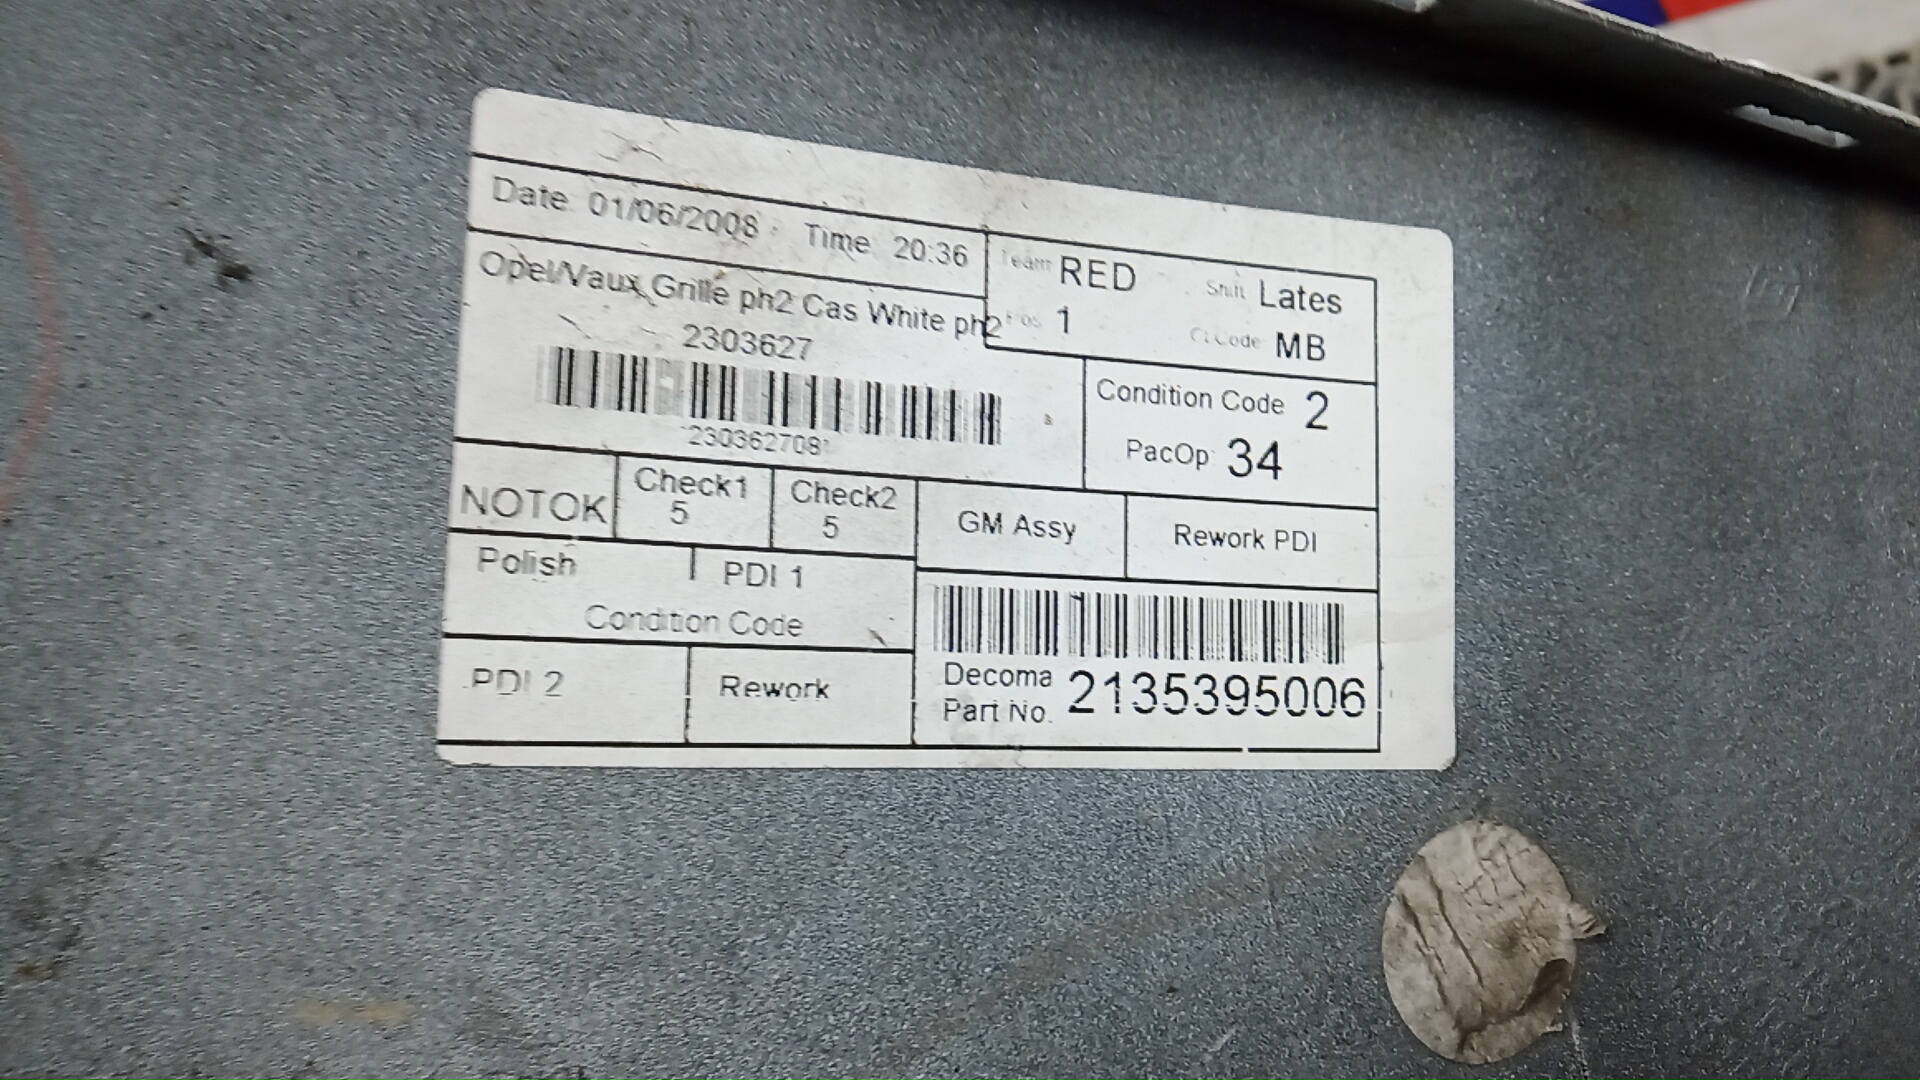 Date 01/06/2008 Time 20:36
Team RED Shift Lates
Opel/Vaux Grille ph2 Cas White ph2
Pos 1 Cl Code MB
2303627
230362708
Condition Code 2
PacOp 34
NOTOK
Check1
5
Check2
5
GM Assy
Rework PDI
Polish
PDI 1
Condition Code
PDI 2
Rework
Decoma
Part No. 2135395006